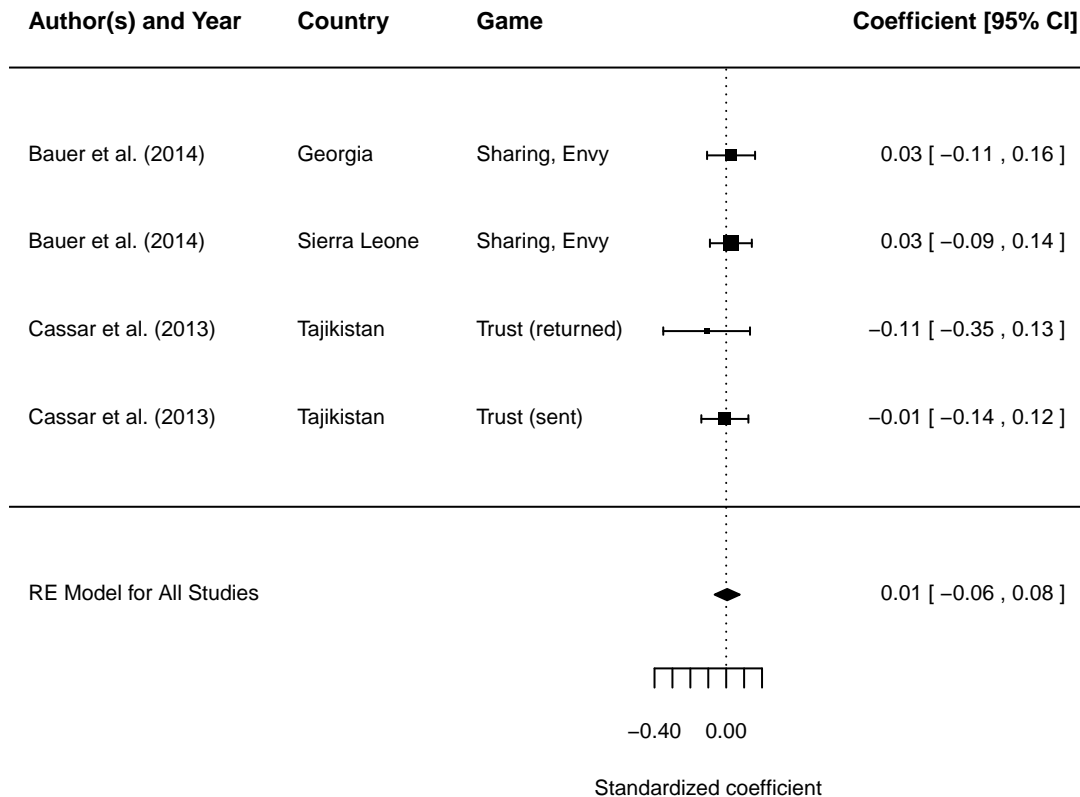 Author(s) and Year Country Game Coefficient [95% CI]
Bauer et al. (2014) Georgia Sharing, Envy 0.03 [ −0.11 , 0.16 ]
Bauer et al. (2014) Sierra Leone Sharing, Envy 0.03 [ −0.09 , 0.14 ]
Cassar et al. (2013) Tajikistan Trust (returned) −0.11 [ −0.35 , 0.13 ]
Cassar et al. (2013) Tajikistan Trust (sent) −0.01 [ −0.14 , 0.12 ]
RE Model for All Studies 0.01 [ −0.06 , 0.08 ]
−0.40 0.00
Standardized coefficient